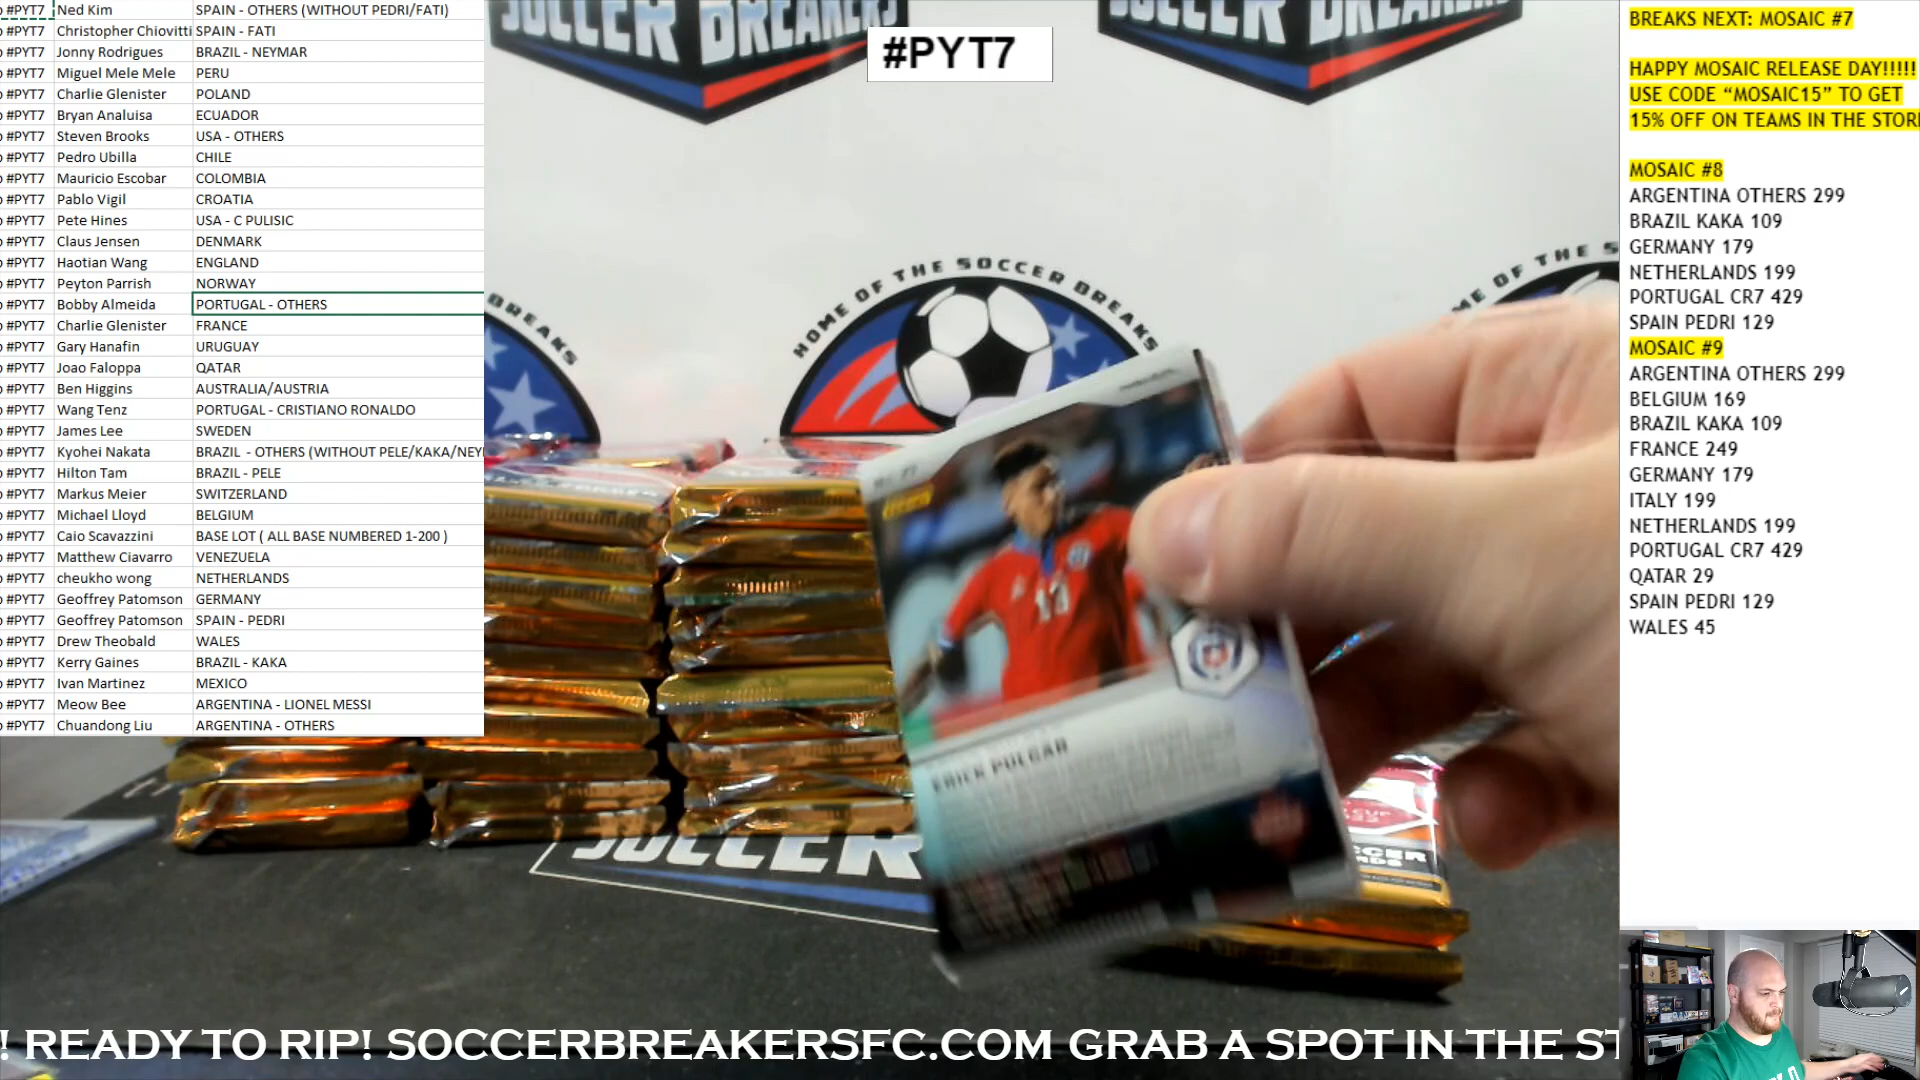 #PYT7 Ned Kim SPAIN - OTHERS (WITHOUT PEDRI/FATI)
#PYT7 Christopher Chiovitti SPAIN - FATI
#PYT7 Jonny Rodrigues BRAZIL - NEYMAR
#PYT7 Miguel Mele Mele PERU
#PYT7 Charlie Glenister POLAND
#PYT7 Bryan Analuisa ECUADOR
#PYT7 Steven Brooks USA - OTHERS
#PYT7 Pedro Ubilla CHILE
#PYT7 Mauricio Escobar COLOMBIA
#PYT7 Pablo Vigil CROATIA
#PYT7 Pete Hines USA - C PULISIC
#PYT7 Claus Jensen DENMARK
#PYT7 Haotian Wang ENGLAND
#PYT7 Peyton Parrish NORWAY
#PYT7 Bobby Almeida PORTUGAL - OTHERS
#PYT7 Charlie Glenister FRANCE
#PYT7 Gary Hanafin URUGUAY
#PYT7 Joao Faloppa QATAR
#PYT7 Ben Higgins AUSTRALIA/AUSTRIA
#PYT7 Wang Tenz PORTUGAL - CRISTIANO RONALDO
#PYT7 James Lee SWEDEN
#PYT7 Kyohei Nakata BRAZIL - OTHERS (WITHOUT PELE/KAKA/NEY
#PYT7 Hilton Tam BRAZIL - PELE
#PYT7 Markus Meier SWITZERLAND
#PYT7 Michael Lloyd BELGIUM
#PYT7 Caio Scavazzini BASE LOT ( ALL BASE NUMBERED 1-200 )
#PYT7 Matthew Ciavarro VENEZUELA
#PYT7 cheukho wong NETHERLANDS
#PYT7 Geoffrey Patomson GERMANY
#PYT7 Geoffrey Patomson SPAIN - PEDRI
#PYT7 Drew Theobald WALES
#PYT7 Kerry Gaines BRAZIL - KAKA
#PYT7 Ivan Martinez MEXICO
#PYT7 Meow Bee ARGENTINA - LIONEL MESSI
#PYT7 Chuandong Liu ARGENTINA - OTHERS
SOCCER BREAKERS
#PYT7
HOME OF THE SOCCER BREAKS
BREAKS
13
ERICK PULGAR
SOCCER
BREAKS NEXT: MOSAIC #7
HAPPY MOSAIC RELEASE DAY!!!!!
USE CODE “MOSAIC15” TO GET
15% OFF ON TEAMS IN THE STOR
MOSAIC #8
ARGENTINA OTHERS 299
BRAZIL KAKA 109
GERMANY 179
NETHERLANDS 199
PORTUGAL CR7 429
SPAIN PEDRI 129
MOSAIC #9
ARGENTINA OTHERS 299
BELGIUM 169
BRAZIL KAKA 109
FRANCE 249
GERMANY 179
ITALY 199
NETHERLANDS 199
PORTUGAL CR7 429
QATAR 29
SPAIN PEDRI 129
WALES 45
! READY TO RIP! SOCCERBREAKERSFC.COM GRAB A SPOT IN THE ST